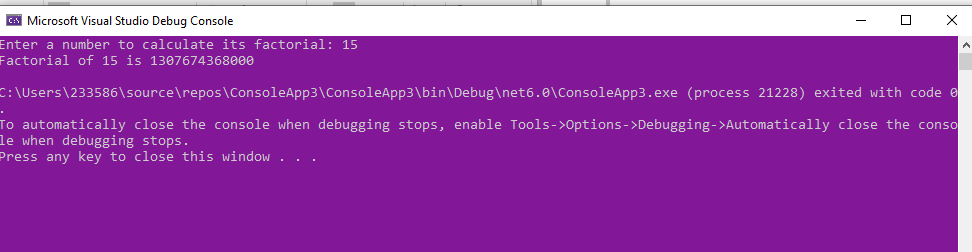 Microsoft Visual Studio Debug Console
Enter a number to calculate its factorial: 15
Factorial of 15 is 1307674368000
C:\Users\233586\source\repos\ConsoleApp3\ConsoleApp3\bin\Debug\net6.0\ConsoleApp3.exe (process 21228) exited with code 0
.
To automatically close the console when debugging stops, enable Tools->Options->Debugging->Automatically close the conso
le when debugging stops.
Press any key to close this window . . .